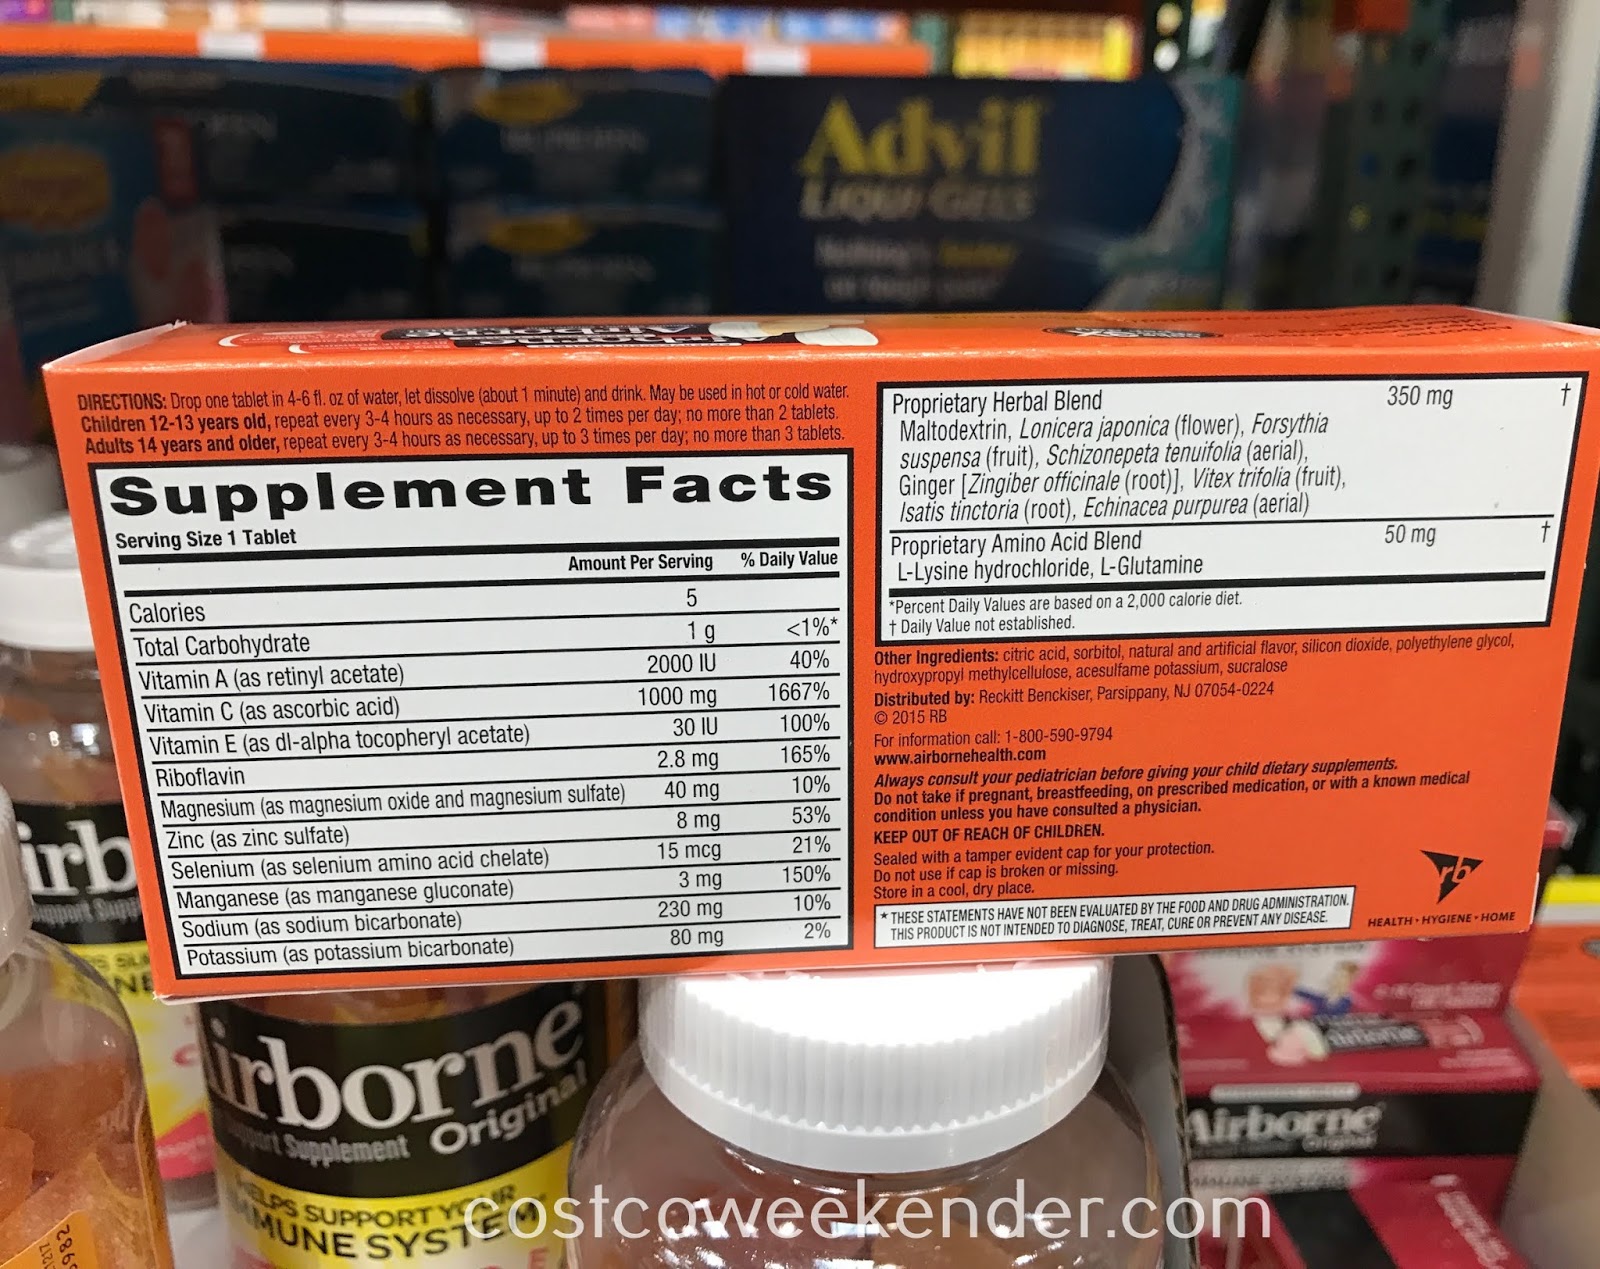 Advil
LIQUI-GELS
DIRECTIONS: Drop one tablet in 4-6 fl. oz of water, let dissolve (about 1 minute) and drink. May be used in hot or cold water.
Children 12-13 years old, repeat every 3-4 hours as necessary, up to 2 times per day; no more than 2 tablets.
Adults 14 years and older, repeat every 3-4 hours as necessary, up to 3 times per day; no more than 3 tablets.
Supplement Facts
Serving Size 1 Tablet
Amount Per Serving % Daily Value
Calories 5
Total Carbohydrate 1 g <1%*
Vitamin A (as retinyl acetate) 2000 IU 40%
Vitamin C (as ascorbic acid) 1000 mg 1667%
Vitamin E (as dl-alpha tocopheryl acetate) 30 IU 100%
Riboflavin 2.8 mg 165%
Magnesium (as magnesium oxide and magnesium sulfate) 40 mg 10%
Zinc (as zinc sulfate) 8 mg 53%
Selenium (as selenium amino acid chelate) 15 mcg 21%
Manganese (as manganese gluconate) 3 mg 150%
Sodium (as sodium bicarbonate) 230 mg 10%
Potassium (as potassium bicarbonate) 80 mg 2%
Proprietary Herbal Blend 350 mg †
Maltodextrin, Lonicera japonica (flower), Forsythia
suspensa (fruit), Schizonepeta tenuifolia (aerial),
Ginger [Zingiber officinale (root)], Vitex trifolia (fruit),
Isatis tinctoria (root), Echinacea purpurea (aerial)
Proprietary Amino Acid Blend 50 mg †
L-Lysine hydrochloride, L-Glutamine
*Percent Daily Values are based on a 2,000 calorie diet.
† Daily Value not established.
Other Ingredients: citric acid, sorbitol, natural and artificial flavor, silicon dioxide, polyethylene glycol,
hydroxypropyl methylcellulose, acesulfame potassium, sucralose
Distributed by: Reckitt Benckiser, Parsippany, NJ 07054-0224
© 2015 RB
For information call: 1-800-590-9794
www.airbornehealth.com
Always consult your pediatrician before giving your child dietary supplements.
Do not take if pregnant, breastfeeding, on prescribed medication, or with a known medical
condition unless you have consulted a physician.
KEEP OUT OF REACH OF CHILDREN.
Sealed with a tamper evident cap for your protection.
Do not use if cap is broken or missing.
Store in a cool, dry place.
* THESE STATEMENTS HAVE NOT BEEN EVALUATED BY THE FOOD AND DRUG ADMINISTRATION.
THIS PRODUCT IS NOT INTENDED TO DIAGNOSE, TREAT, CURE OR PREVENT ANY DISEASE.
rb
HEALTH • HYGIENE • HOME
irb
Airborne
Original
Support Supplement
HELPS SUPPORT YOUR
IMMUNE SYSTEM
Airborne
Original
costcoweekender.com